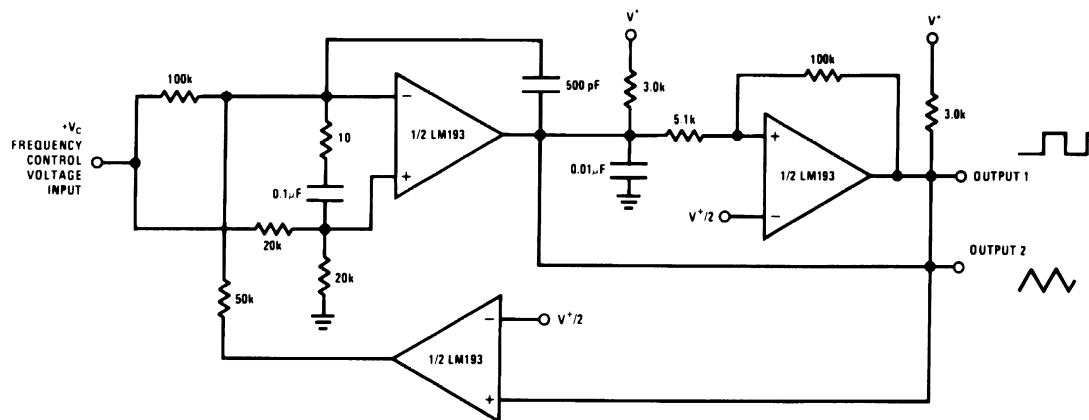 V+
V+
100k
100k
500 pF
3.0k
3.0k
5.1k
–
1/2 LM193
+
10
0.1μF
0.01μF
+
1/2 LM193
–
V+/2
+VC
FREQUENCY
CONTROL
VOLTAGE
INPUT
OUTPUT 1
20k
OUTPUT 2
20k
50k
–
V+/2
1/2 LM193
+